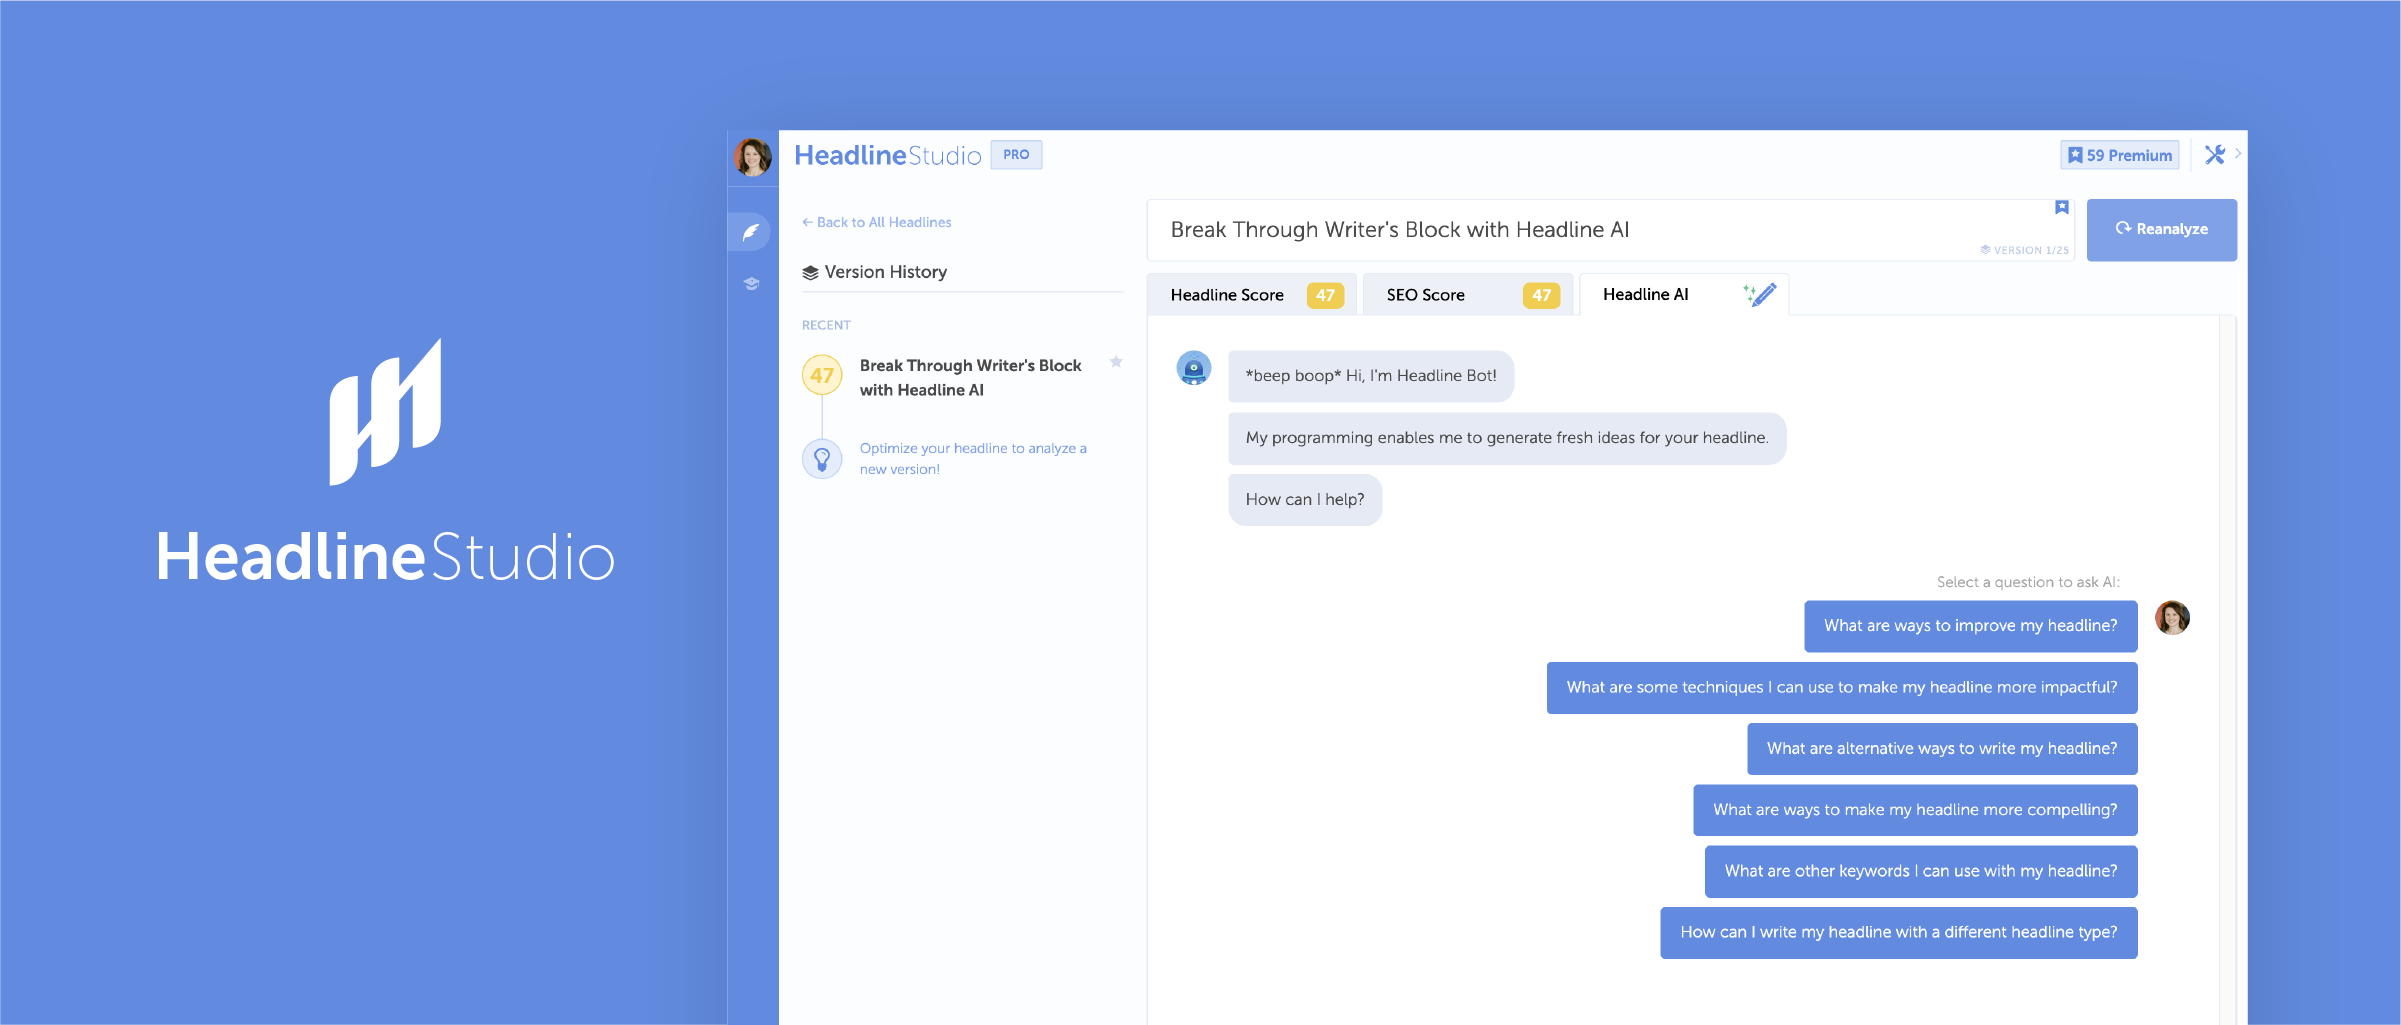 HeadlineStudio
HeadlineStudio PRO
59 Premium
← Back to All Headlines
Version History
RECENT
47
Break Through Writer's Block
with Headline AI
Optimize your headline to analyze a
new version!
Break Through Writer's Block with Headline AI
VERSION 1/25
Reanalyze
Headline Score 47
SEO Score 47
Headline AI
*beep boop* Hi, I'm Headline Bot!
My programming enables me to generate fresh ideas for your headline.
How can I help?
Select a question to ask AI:
What are ways to improve my headline?
What are some techniques I can use to make my headline more impactful?
What are alternative ways to write my headline?
What are ways to make my headline more compelling?
What are other keywords I can use with my headline?
How can I write my headline with a different headline type?